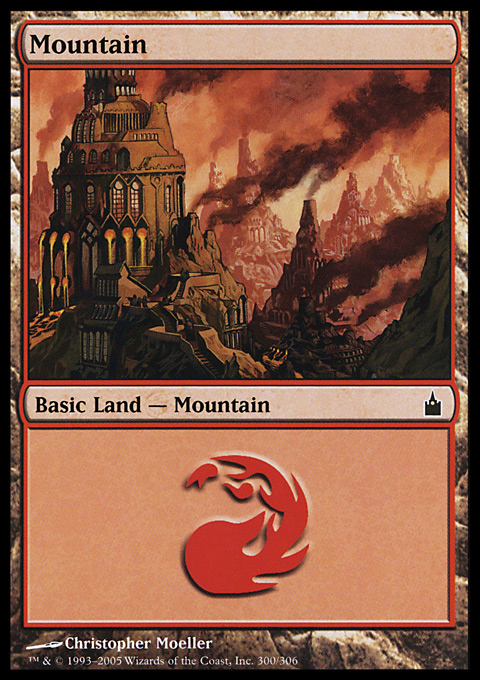 Mountain
Basic Land — Mountain
Christopher Moeller
™ & © 1993–2005 Wizards of the Coast, Inc. 300/306